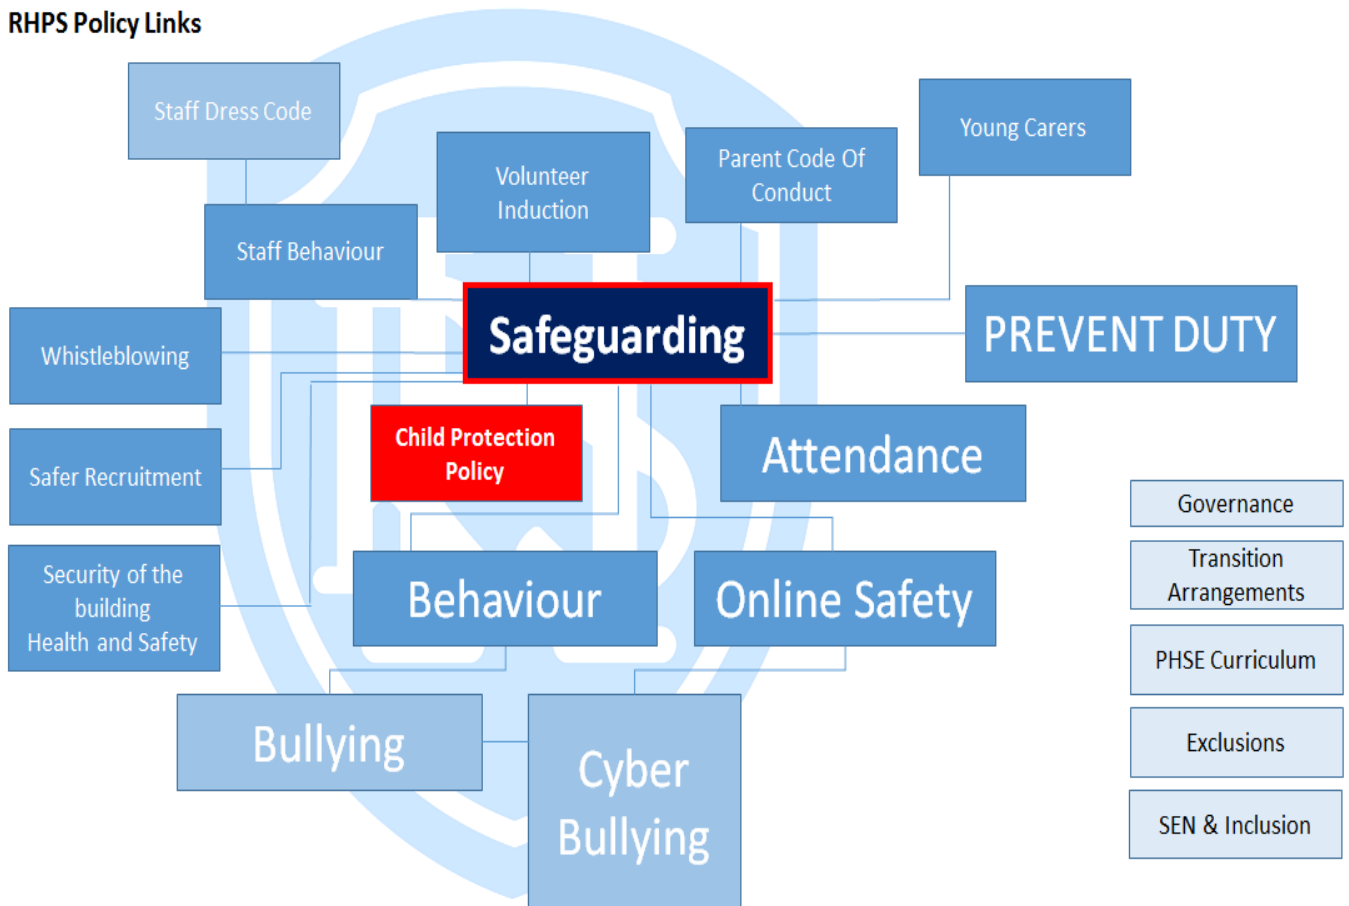 RHPS Policy Links
Staff Dress Code
Young Carers
Volunteer
Induction
Parent Code Of
Conduct
Staff Behaviour
Safeguarding
PREVENT DUTY
Whistleblowing
Child Protection
Policy
Attendance
Safer Recruitment
Governance
Security of the
building
Health and Safety
Behaviour
Online Safety
Transition
Arrangements
PHSE Curriculum
Bullying
Cyber
Bullying
Exclusions
SEN & Inclusion